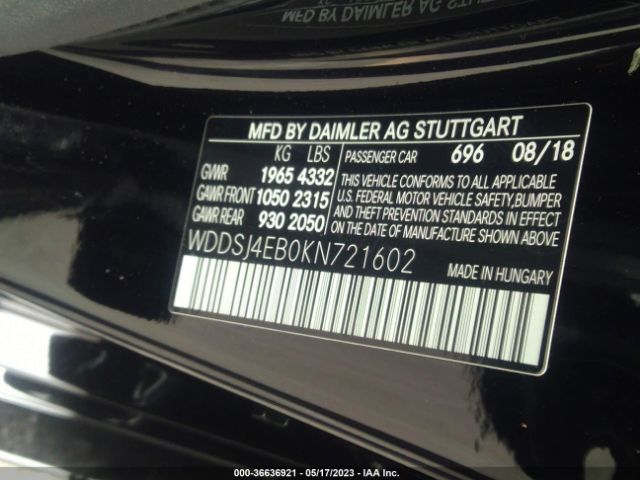 MFD BY DAIMLER AG STUTTGART
KG LBS
GVWR 1965 4332
GAWR FRONT 1050 2315
GAWR REAR 930 2050
PASSENGER CAR 696 08/18
THIS VEHICLE CONFORMS TO ALL APPLICABLE
U.S. FEDERAL MOTOR VEHICLE SAFETY,BUMPER
AND THEFT PREVENTION STANDARDS IN EFFECT
ON THE DATE OF MANUFACTURE SHOWN ABOVE.
WDDSJ4EB0KN721602
MADE IN HUNGARY
000-36636921 - 05/17/2023 - IAA Inc.